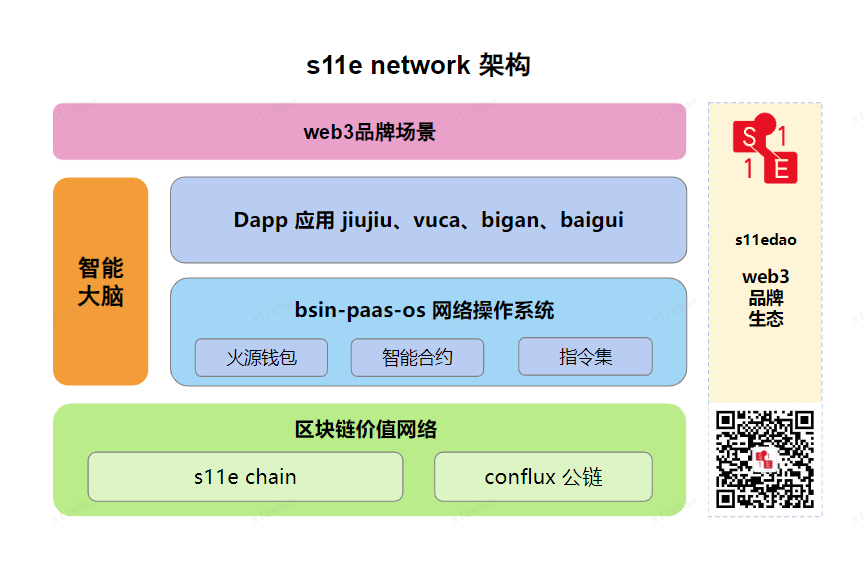 s11e network 架构
web3品牌场景
智能
大脑
Dapp 应用 jiujiu、vuca、bigan、baigui
bsin-paas-os 网络操作系统
火源钱包
智能合约
指令集
区块链价值网络
s11e chain
conflux 公链
S 1
1 E
s11edao
web3
品牌
生态